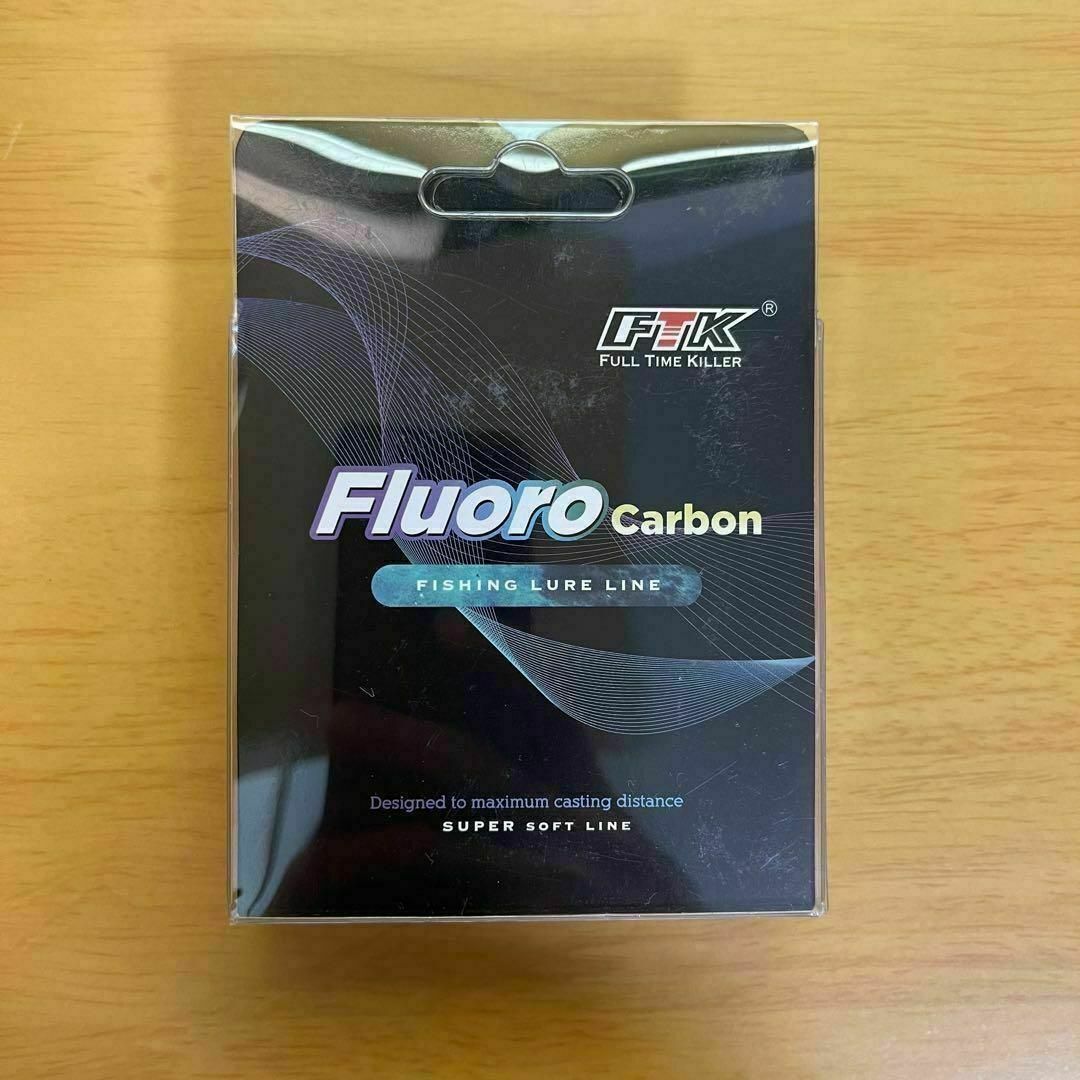 FTK®
FULL TIME KILLER
Fluoro Carbon
FISHING LURE LINE
Designed to maximum casting distance
SUPER SOFT LINE